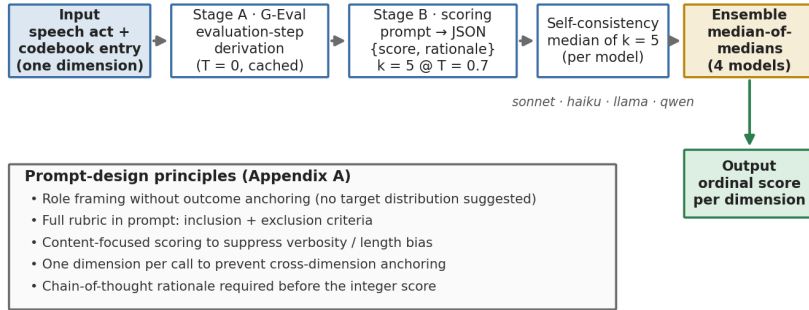 Input
speech act +
codebook entry
(one dimension)
Stage A · G-Eval
evaluation-step
derivation
(T = 0, cached)
Stage B · scoring
prompt → JSON
{score, rationale}
k = 5 @ T = 0.7
Self-consistency
median of k = 5
(per model)
Ensemble
median-of-
medians
(4 models)
sonnet · haiku · llama · qwen
Output
ordinal score
per dimension
Prompt-design principles (Appendix A)
• Role framing without outcome anchoring (no target distribution suggested)
• Full rubric in prompt: inclusion + exclusion criteria
• Content-focused scoring to suppress verbosity / length bias
• One dimension per call to prevent cross-dimension anchoring
• Chain-of-thought rationale required before the integer score